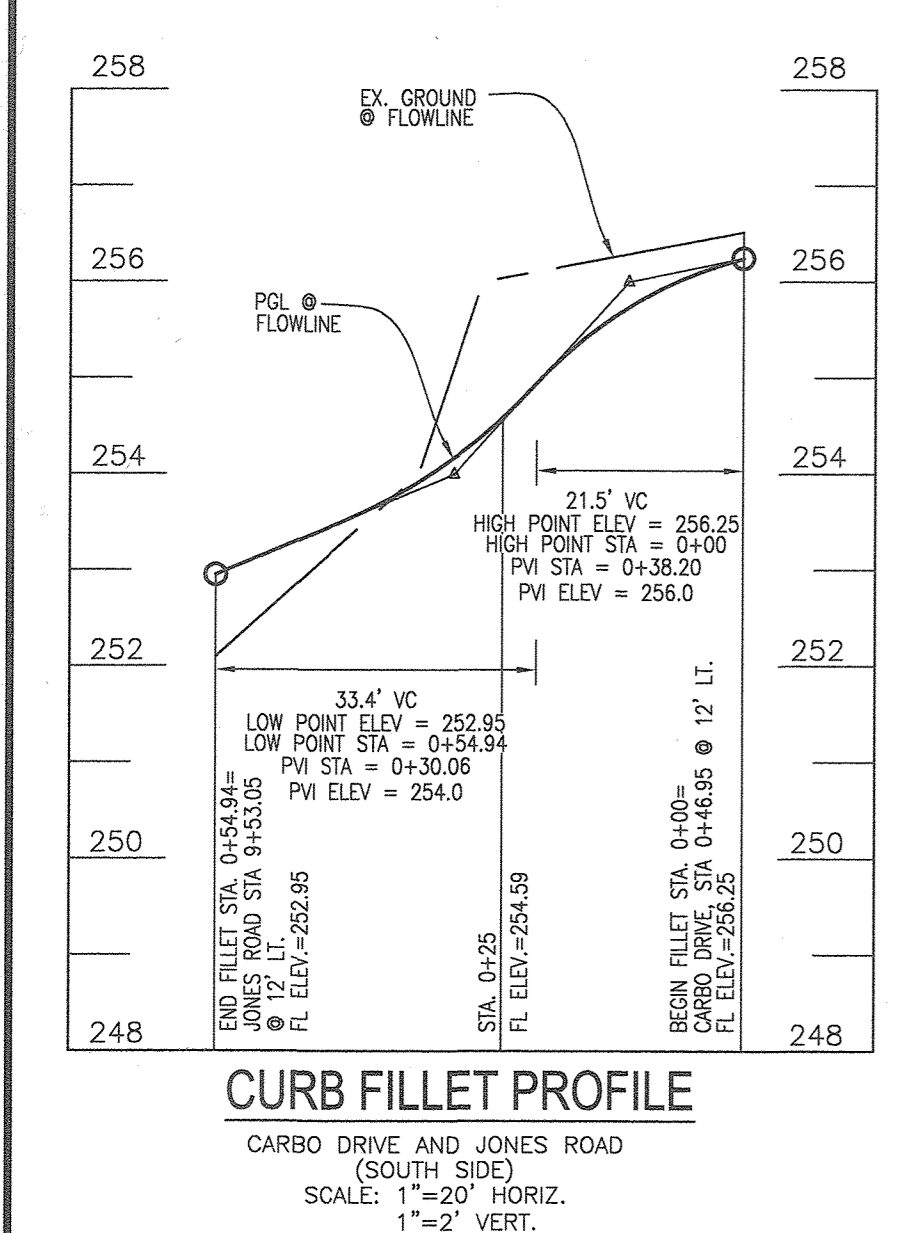 258
258
EX. GROUND
@ FLOWLINE
256
256
PGL @
FLOWLINE
254
254
21.5' VC
HIGH POINT ELEV = 256.25
HIGH POINT STA = 0+00
PVI STA = 0+38.20
PVI ELEV = 256.0
252
252
33.4' VC
LOW POINT ELEV = 252.95
LOW POINT STA = 0+54.94
PVI STA = 0+30.06
PVI ELEV = 254.0
250
250
END FILLET STA. 0+54.94=
JONES ROAD STA 9+53.05
@ 12' LT.
FL ELEV.=252.95
STA. 0+25
FL ELEV.=254.59
BEGIN FILLET STA. 0+00=
CARBO DRIVE, STA 0+46.95 @ 12' LT.
FL ELEV.=256.25
248
248
CURB FILLET PROFILE
CARBO DRIVE AND JONES ROAD
(SOUTH SIDE)
SCALE: 1"=20' HORIZ.
1"=2' VERT.